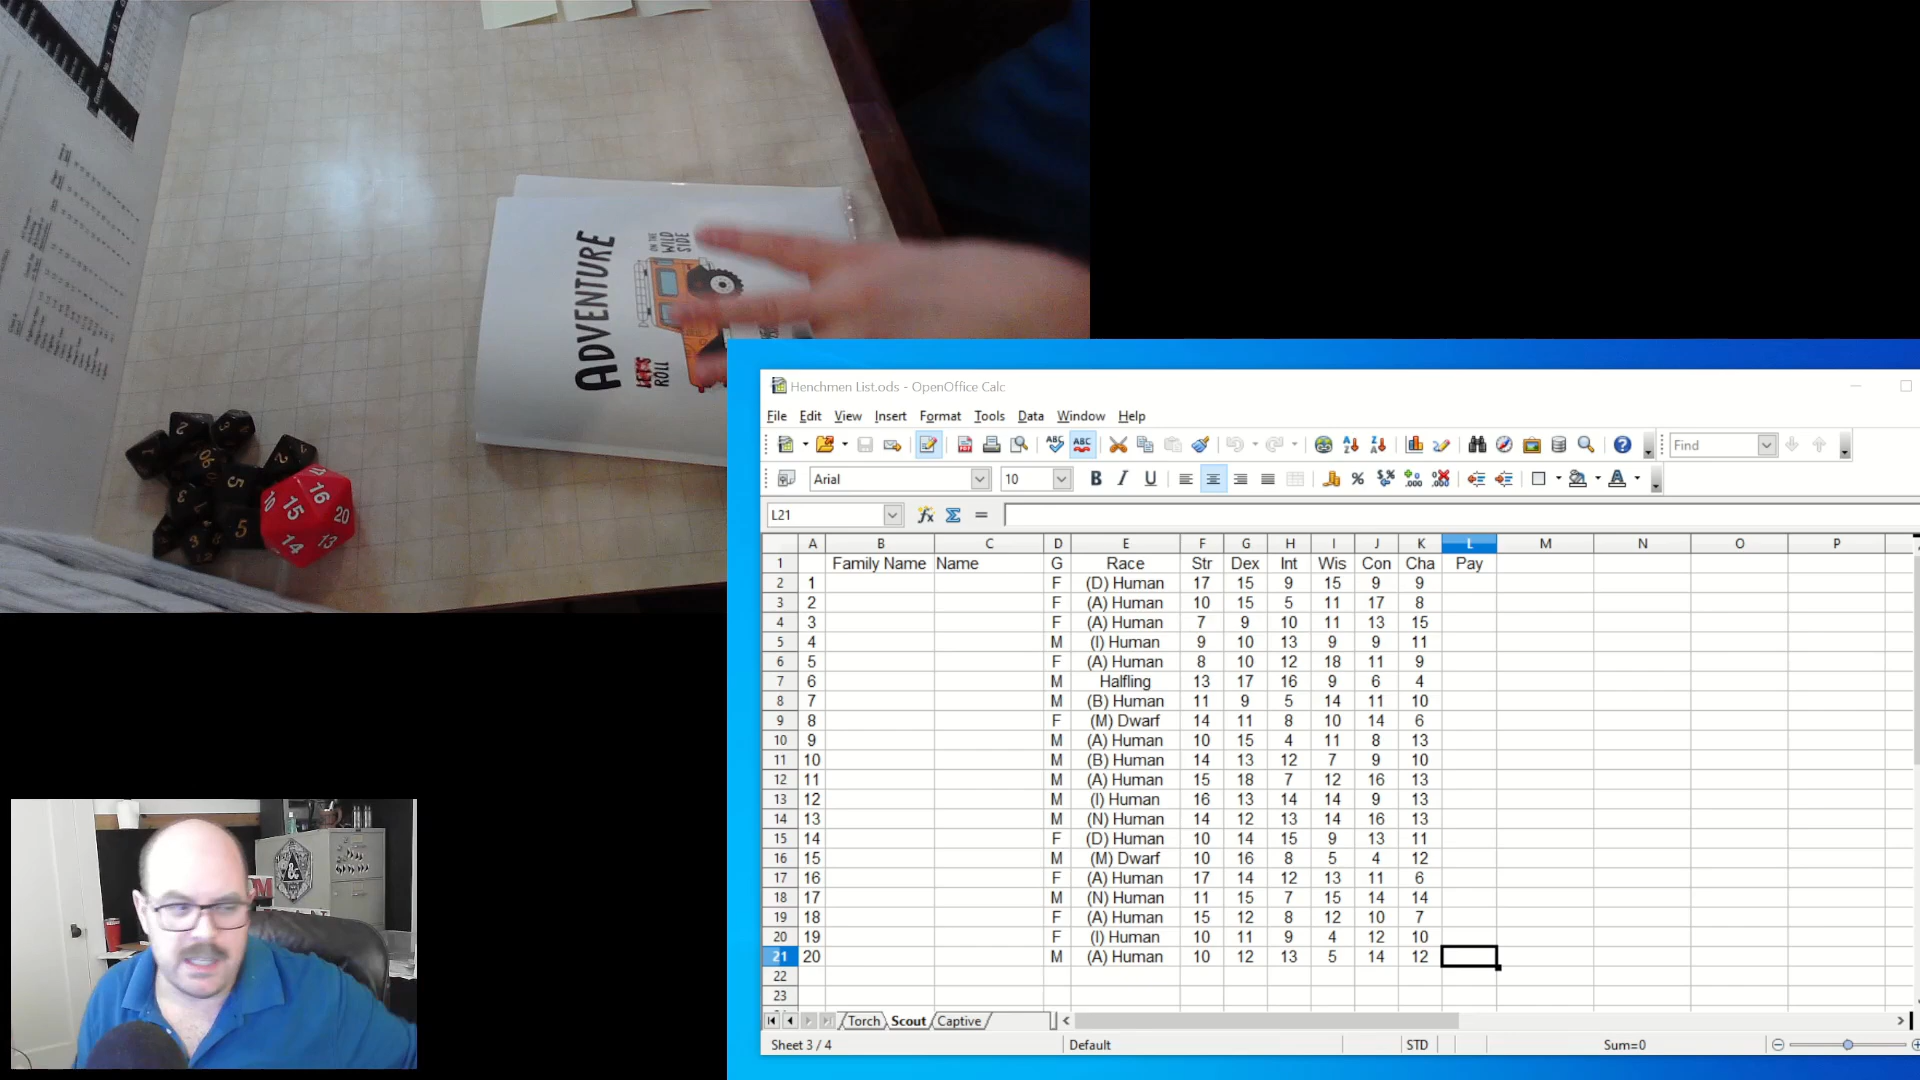 ADVENTURE
LET'S
ROLL
ON THE
WILD
SIDE
16
10
15
20
14
13
Henchmen List.ods - OpenOffice Calc
File Edit View Insert Format Tools Data Window Help
Find
Arial 10
L21
A B C D E F G H I J K L M N O P
1 Family Name Name G Race Str Dex Int Wis Con Cha Pay
2 1 F (D) Human 17 15 9 15 9 9
3 2 F (A) Human 10 15 5 11 17 8
4 3 F (A) Human 7 9 10 11 13 15
5 4 M (I) Human 9 10 13 9 9 11
6 5 F (A) Human 8 10 12 18 11 9
7 6 M Halfling 13 17 16 9 6 4
8 7 M (B) Human 11 9 5 14 11 10
9 8 F (M) Dwarf 14 11 8 10 14 6
10 9 M (A) Human 10 15 4 11 8 13
11 10 M (B) Human 14 13 12 7 9 10
12 11 M (A) Human 15 18 7 12 16 13
13 12 M (I) Human 16 13 14 14 9 13
14 13 M (N) Human 14 12 13 14 16 13
15 14 F (D) Human 10 14 15 9 13 11
16 15 M (M) Dwarf 10 16 8 5 4 12
17 16 F (A) Human 17 14 12 13 11 6
18 17 M (N) Human 11 15 7 15 14 14
19 18 F (A) Human 15 12 8 12 10 7
20 19 F (I) Human 10 11 9 4 12 10
21 20 M (A) Human 10 12 13 5 14 12
22
23
Torch Scout Captive
Sheet 3 / 4 Default STD Sum=0